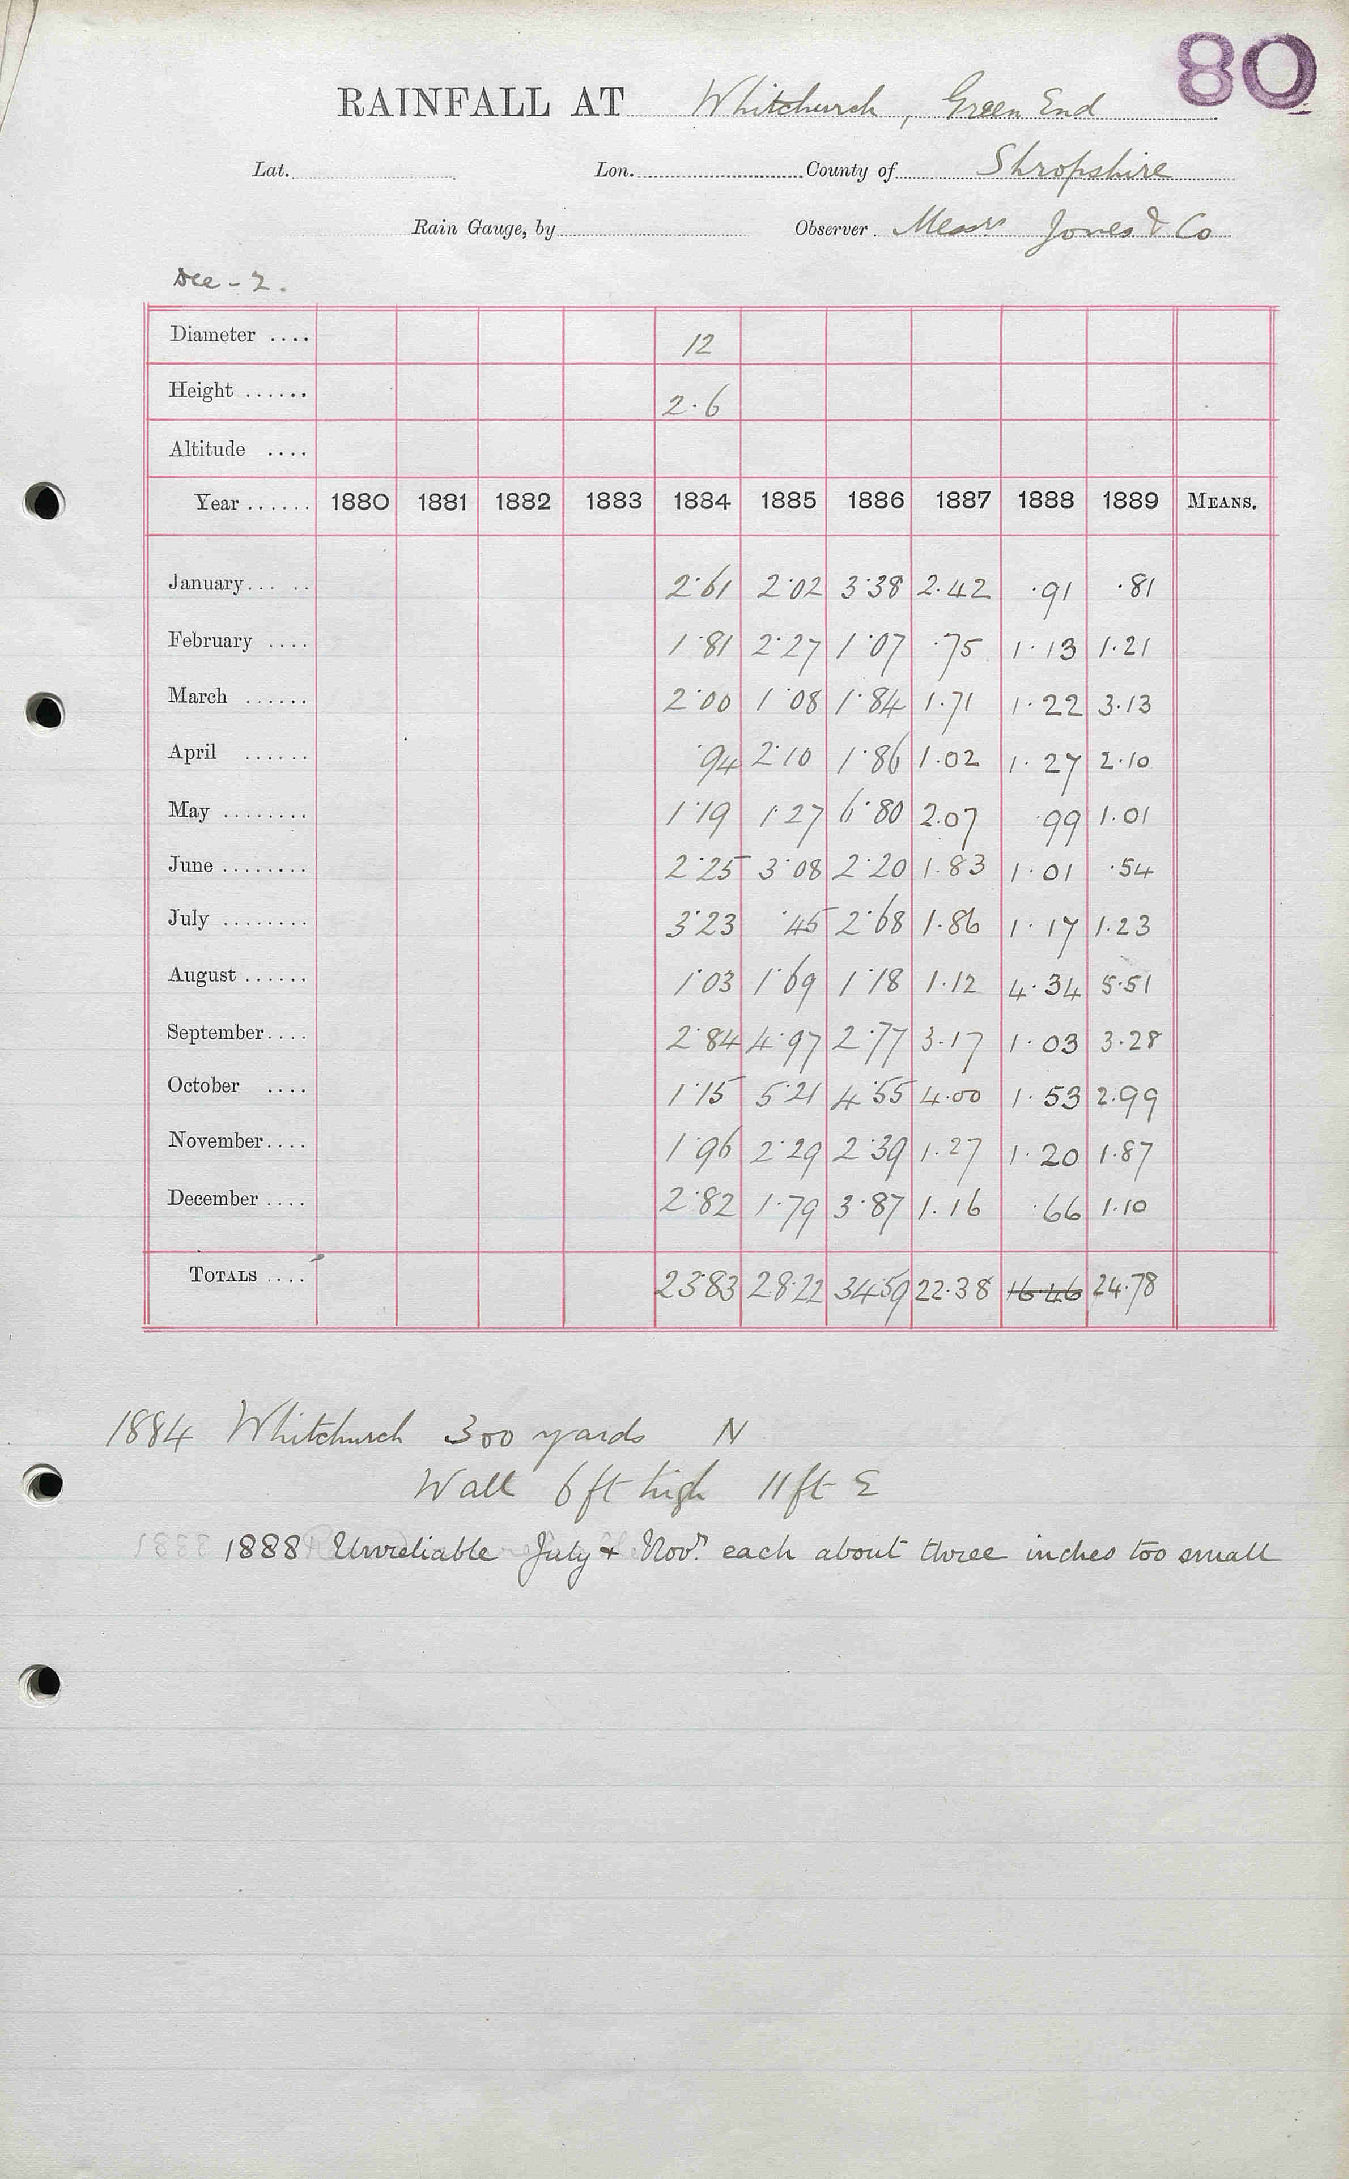 80
RAINFALL AT Whitchurch, Green End
Lat. Lon. County of Shropshire
Rain Gauge, by Observer. Messrs Jones & Co
Dee - 2.
Diameter .... 12
Height ...... 2.6
Altitude ....
Year ...... 1880 1881 1882 1883 1884 1885 1886 1887 1888 1889 MEANS.
January... .. 2.61 2.02 3.38 2.42 .91 .81
February .... 1.81 2.27 1.07 .75 1.13 1.21
March ...... 2.00 1.08 1.84 1.71 1.22 3.13
April ...... .94 2.10 1.86 1.02 1.27 2.10
May ........ 1.19 1.27 6.80 2.07 .99 1.01
June ........ 2.25 3.08 2.20 1.83 1.01 .54
July ........ 3.23 .45 2.68 1.86 1.17 1.23
August ...... 1.03 1.69 1.18 1.12 4.34 5.51
September.... 2.84 4.97 2.77 3.17 1.03 3.28
October .... 1.15 5.21 4.55 4.00 1.53 2.99
November.... 1.96 2.29 2.39 1.27 1.20 1.87
December .... 2.82 1.79 3.87 1.16 .66 1.10
TOTALS .... 23.83 28.22 34.59 22.38 16.46 24.78
1884 Whitchurch 300 yards N
Wall 6 ft high 11 ft E
1888 Unreliable July & Novr. each about three inches too small